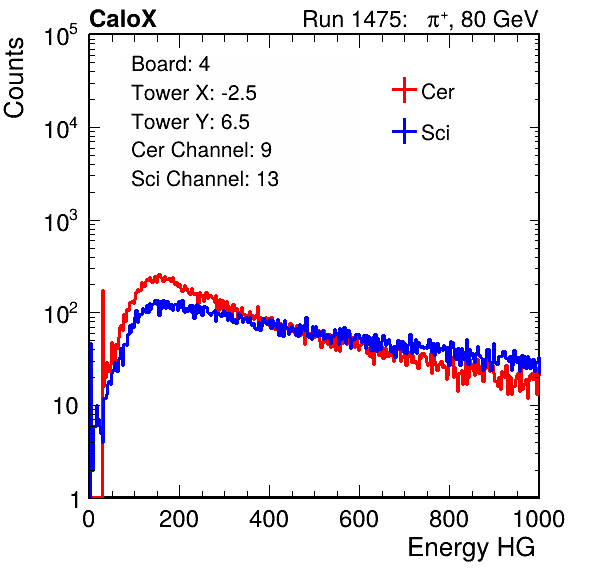 CaloX Run 1475: π⁺, 80 GeV
Counts
Board: 4
Tower X: -2.5
Tower Y: 6.5
Cer Channel: 9
Sci Channel: 13
Cer
Sci
10⁵
10⁴
10³
10²
10
1
0 200 400 600 800 1000
Energy HG